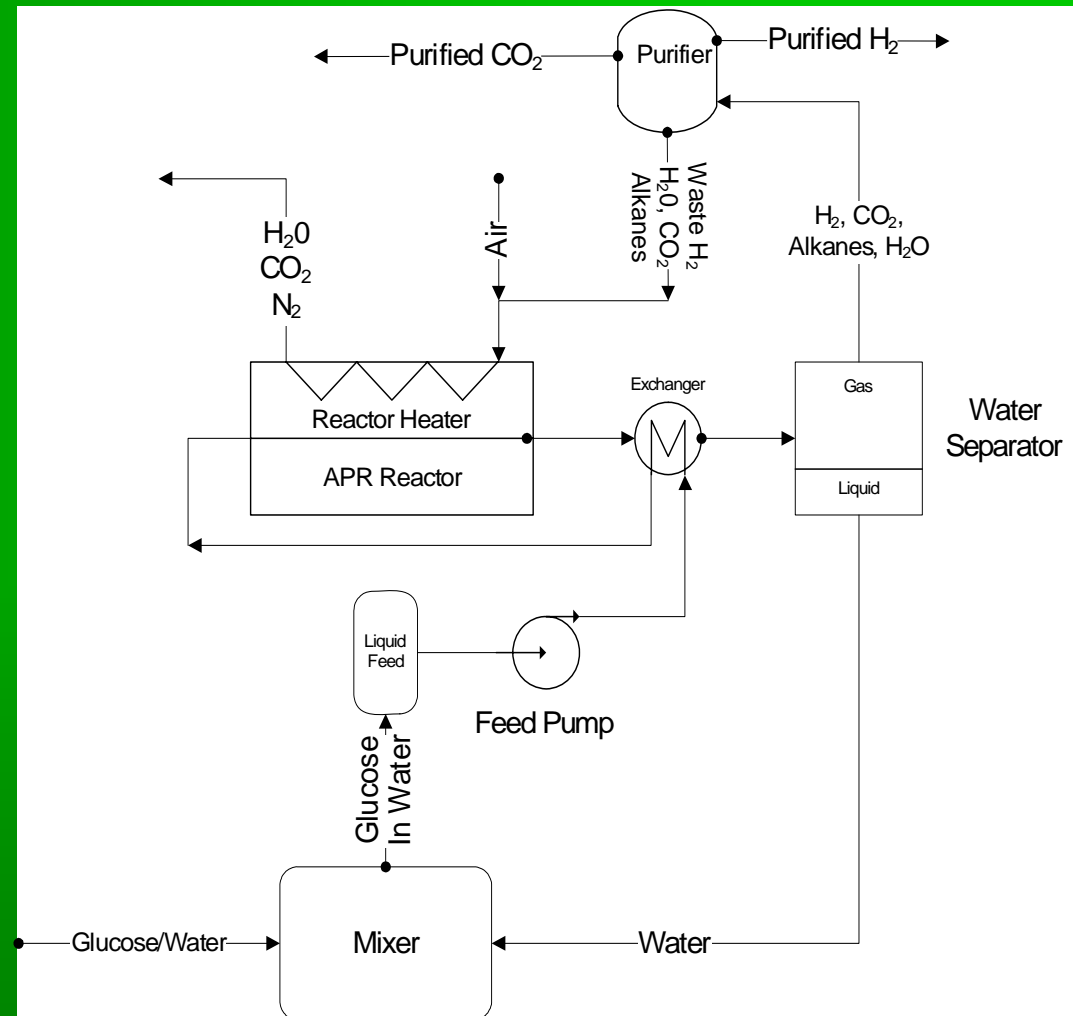 Purified CO₂
Purifier
Purified H₂
Waste H₂
H₂0, CO₂
Alkanes
Air
H₂0
CO₂
N₂
H₂, CO₂,
Alkanes, H₂O
Reactor Heater
APR Reactor
Exchanger
Gas
Liquid
Water
Separator
Liquid
Feed
Feed Pump
Glucose
In Water
Glucose/Water
Mixer
Water